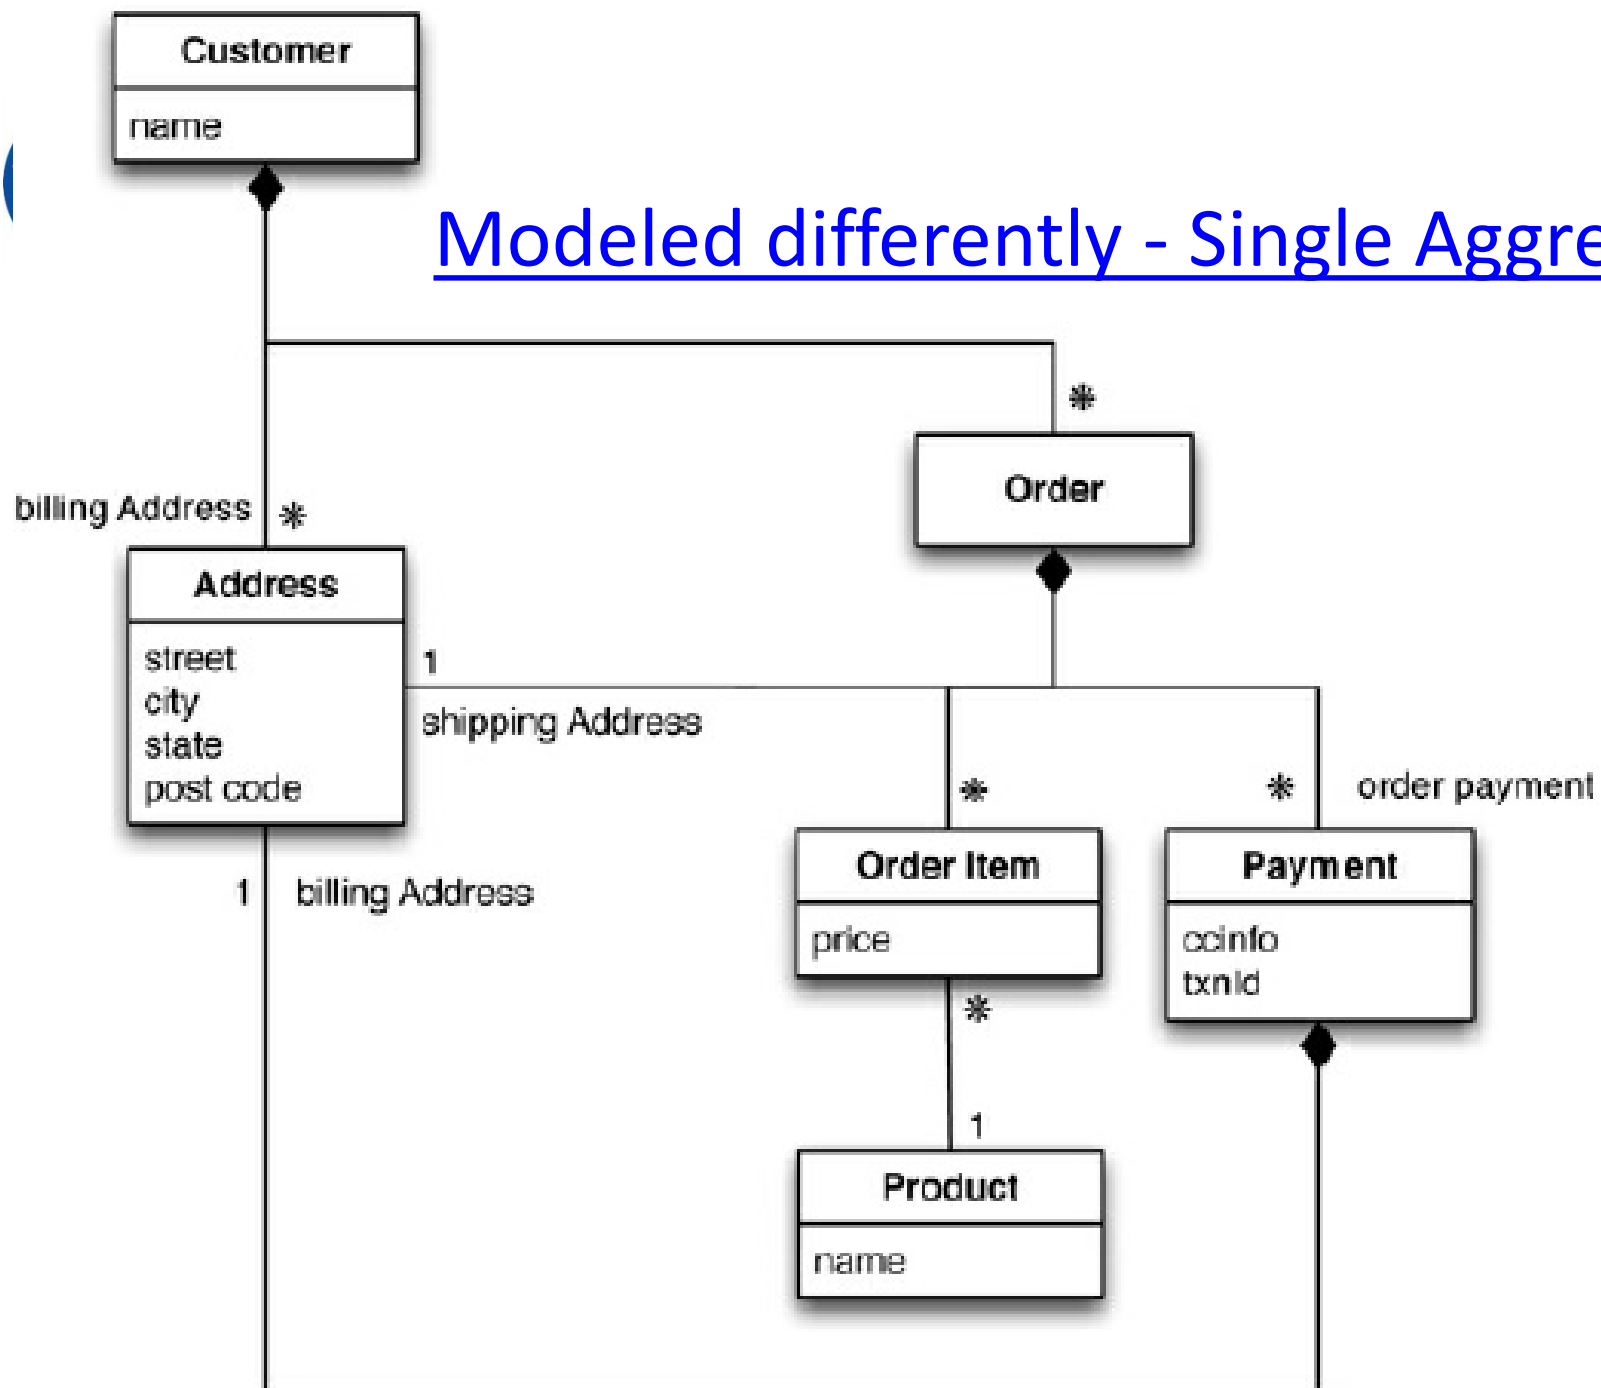 Customer
name
Modeled differently - Single Aggre
*
Order
billing Address *
Address
street
city
state
post code
1
shipping Address
*
* order payment
Order Item
price
Payment
ccinfo
txnId
1 billing Address
*
1
Product
name